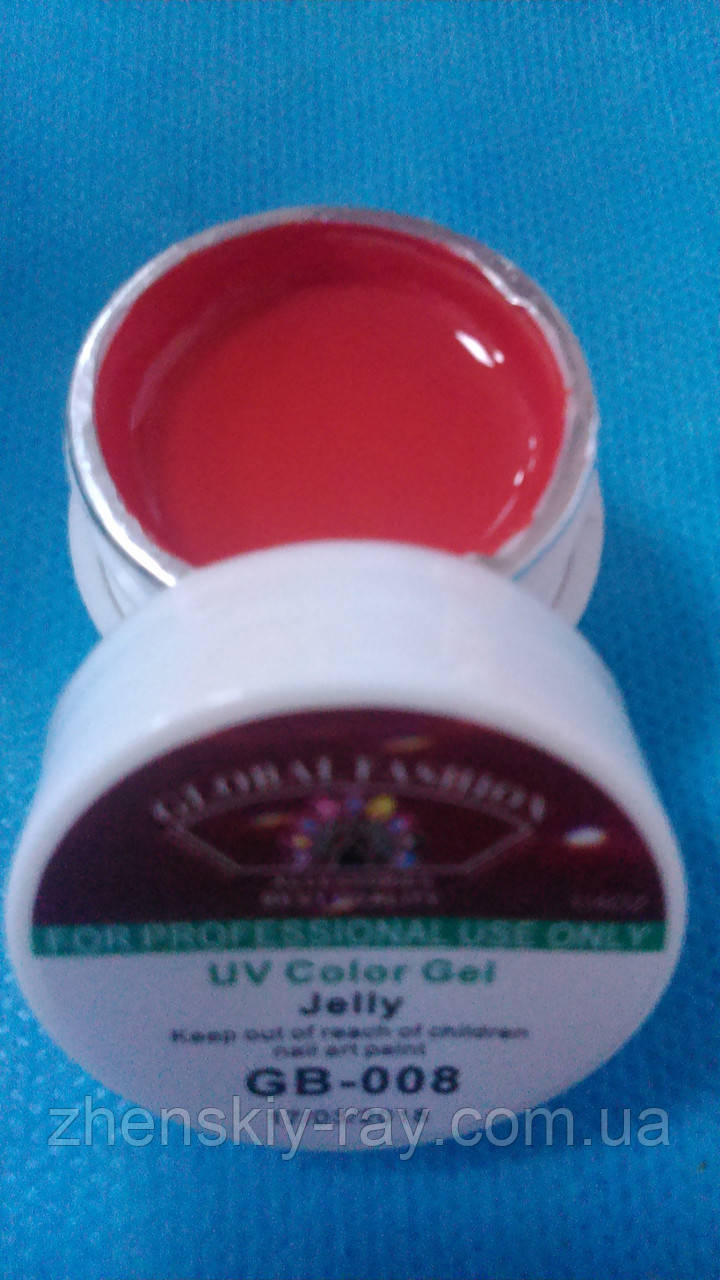 GLOBAL FASHION
FOR PROFESSIONAL USE ONLY
UV Color Gel
Jelly
Keep out of reach of children
nail art paint
GB-008
zhenskiy-ray.com.ua